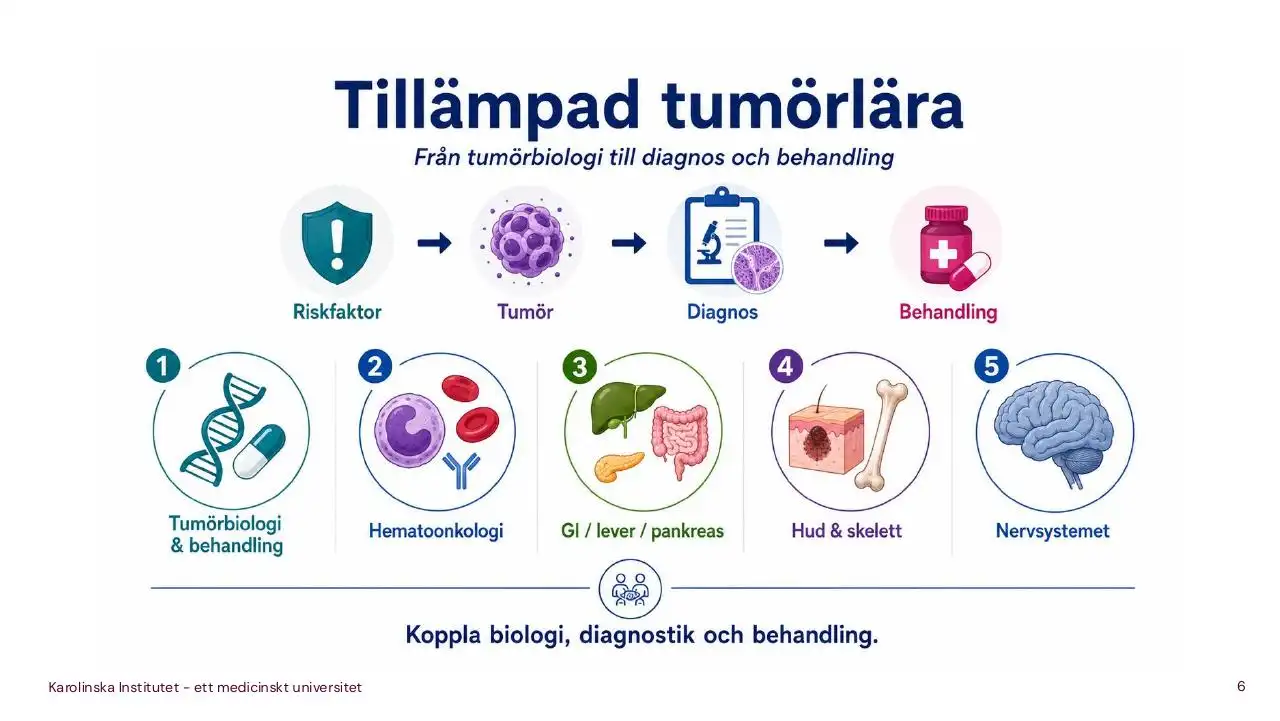 Tillämpad tumörlära
Från tumörbiologi till diagnos och behandling
Riskfaktor
Tumör
Diagnos
Behandling
1
2
3
4
5
Tumörbiologi
& behandling
Hematoonkologi
GI / lever / pankreas
Hud & skelett
Nervsystemet
Koppla biologi, diagnostik och behandling.
Karolinska Institutet - ett medicinskt universitet
6